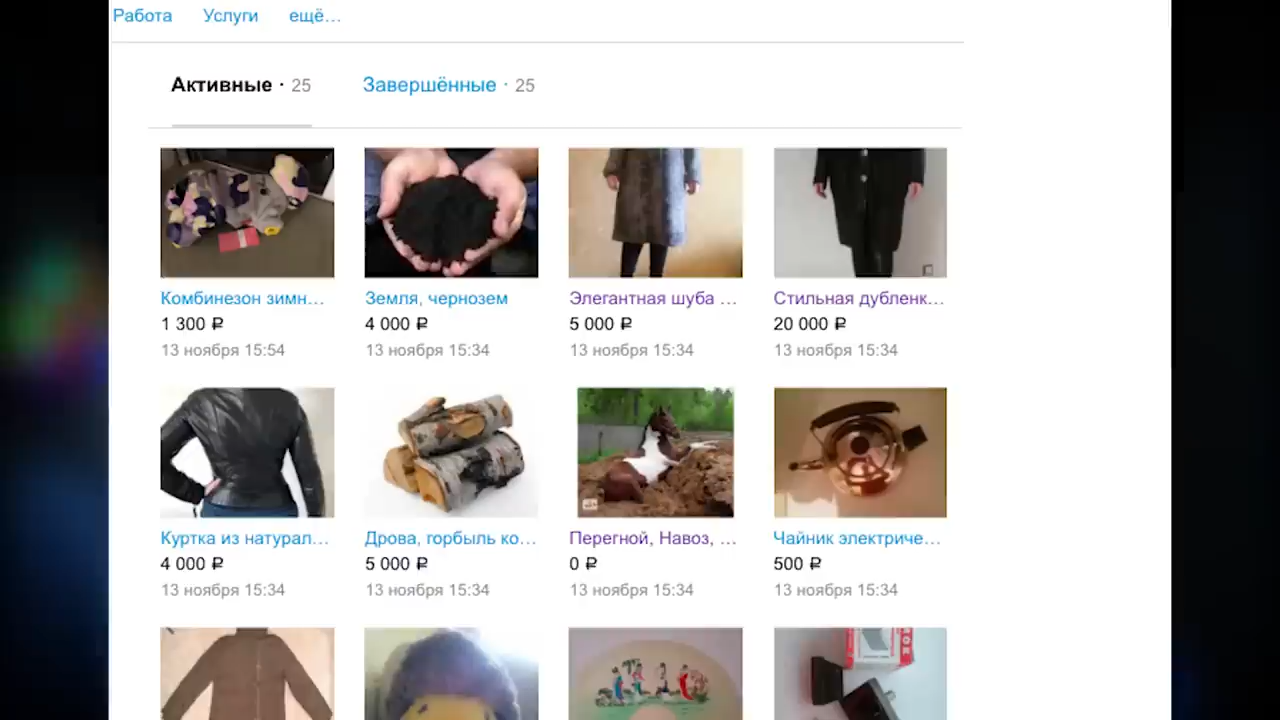 Работа Услуги ещё...
Активные · 25 Завершённые · 25
Комбинезон зимн... Земля, чернозем Элегантная шуба ... Стильная дубленк...
1 300 ₽ 4 000 ₽ 5 000 ₽ 20 000 ₽
13 ноября 15:54 13 ноября 15:34 13 ноября 15:34 13 ноября 15:34
Куртка из натурал... Дрова, горбыль ко... Перегной, Навоз, ... Чайник электриче...
4 000 ₽ 5 000 ₽ 0 ₽ 500 ₽
13 ноября 15:34 13 ноября 15:34 13 ноября 15:34 13 ноября 15:34